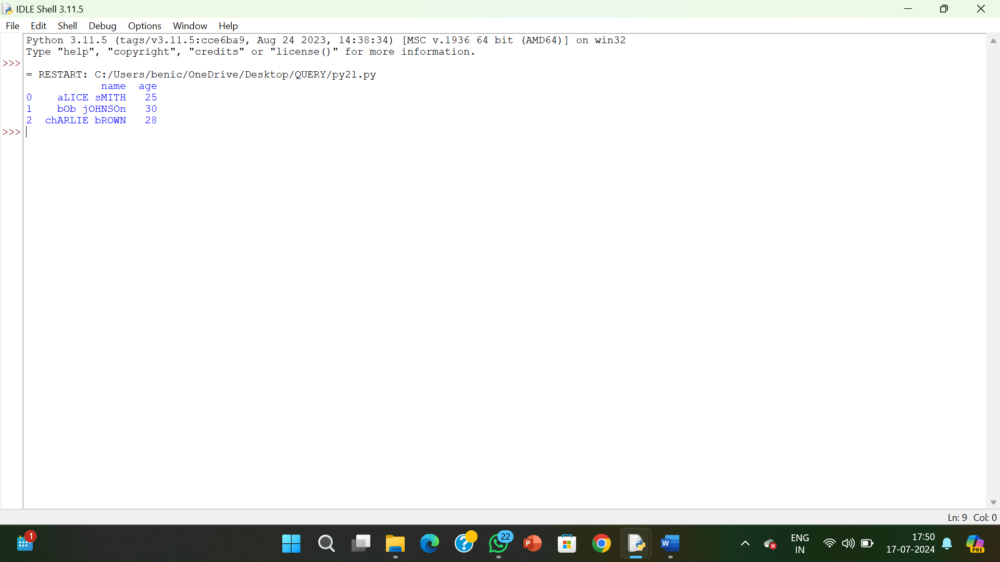 IDLE Shell 3.11.5
File Edit Shell Debug Options Window Help
Python 3.11.5 (tags/v3.11.5:cce6ba9, Aug 24 2023, 14:38:34) [MSC v.1936 64 bit (AMD64)] on win32
Type "help", "copyright", "credits" or "license()" for more information.
>>>
= RESTART: C:/Users/benic/OneDrive/Desktop/QUERY/py21.py
            name  age
0    aLICE sMITH   25
1    bOb jOHNSOn   30
2  chARLIE bROWN   28
>>>
Ln: 9 Col: 0
1
22
P
W
ENG
IN
17:50
17-07-2024
PRE